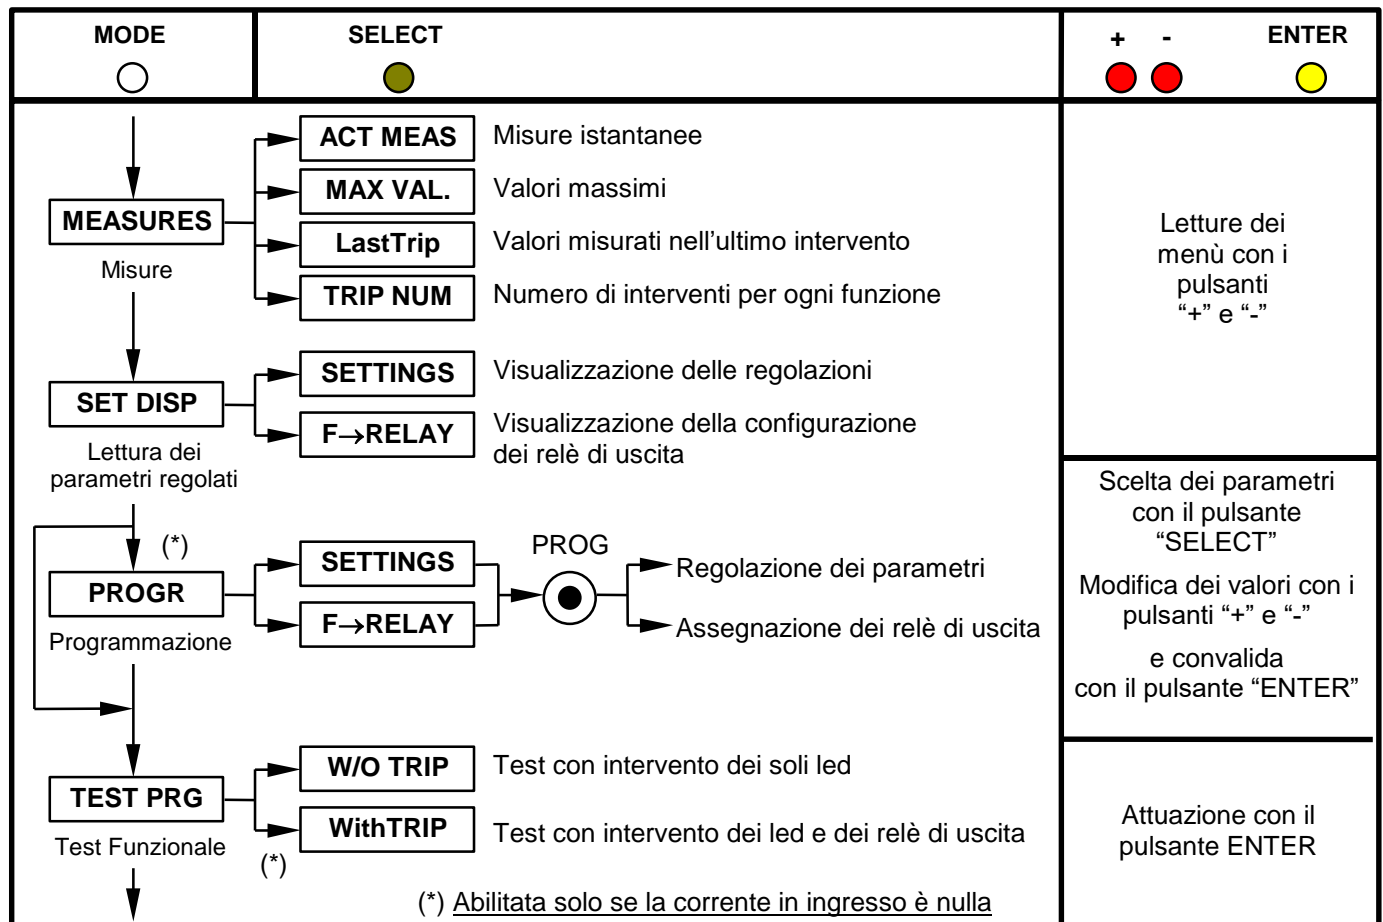 MODE
SELECT
+ -
ENTER
ACT MEAS
Misure istantanee
MAX VAL.
Valori massimi
MEASURES
Misure
LastTrip
Valori misurati nell’ultimo intervento
TRIP NUM
Numero di interventi per ogni funzione
Letture dei
menù con i
pulsanti
“+” e “-”
SETTINGS
Visualizzazione delle regolazioni
SET DISP
Lettura dei
parametri regolati
F→RELAY
Visualizzazione della configurazione
dei relè di uscita
(*)
PROGR
Programmazione
SETTINGS
F→RELAY
PROG
Regolazione dei parametri
Assegnazione dei relè di uscita
Scelta dei parametri
con il pulsante
“SELECT”
Modifica dei valori con i
pulsanti “+” e “-”
e convalida
con il pulsante “ENTER”
W/O TRIP
Test con intervento dei soli led
TEST PRG
Test Funzionale
WithTRIP
Test con intervento dei led e dei relè di uscita
(*)
Attuazione con il
pulsante ENTER
(*) Abilitata solo se la corrente in ingresso è nulla